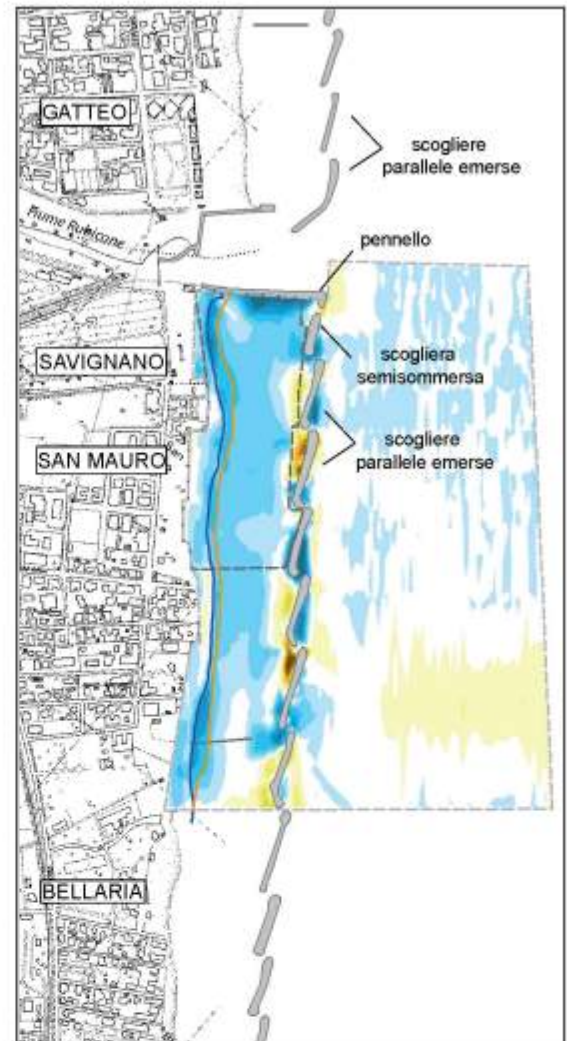 GATTEO
scogliere
parallele emerse
Fiume Rubicone
pennello
SAVIGNANO
scogliera
semisommersa
SAN MAURO
scogliere
parallele emerse
BELLARIA